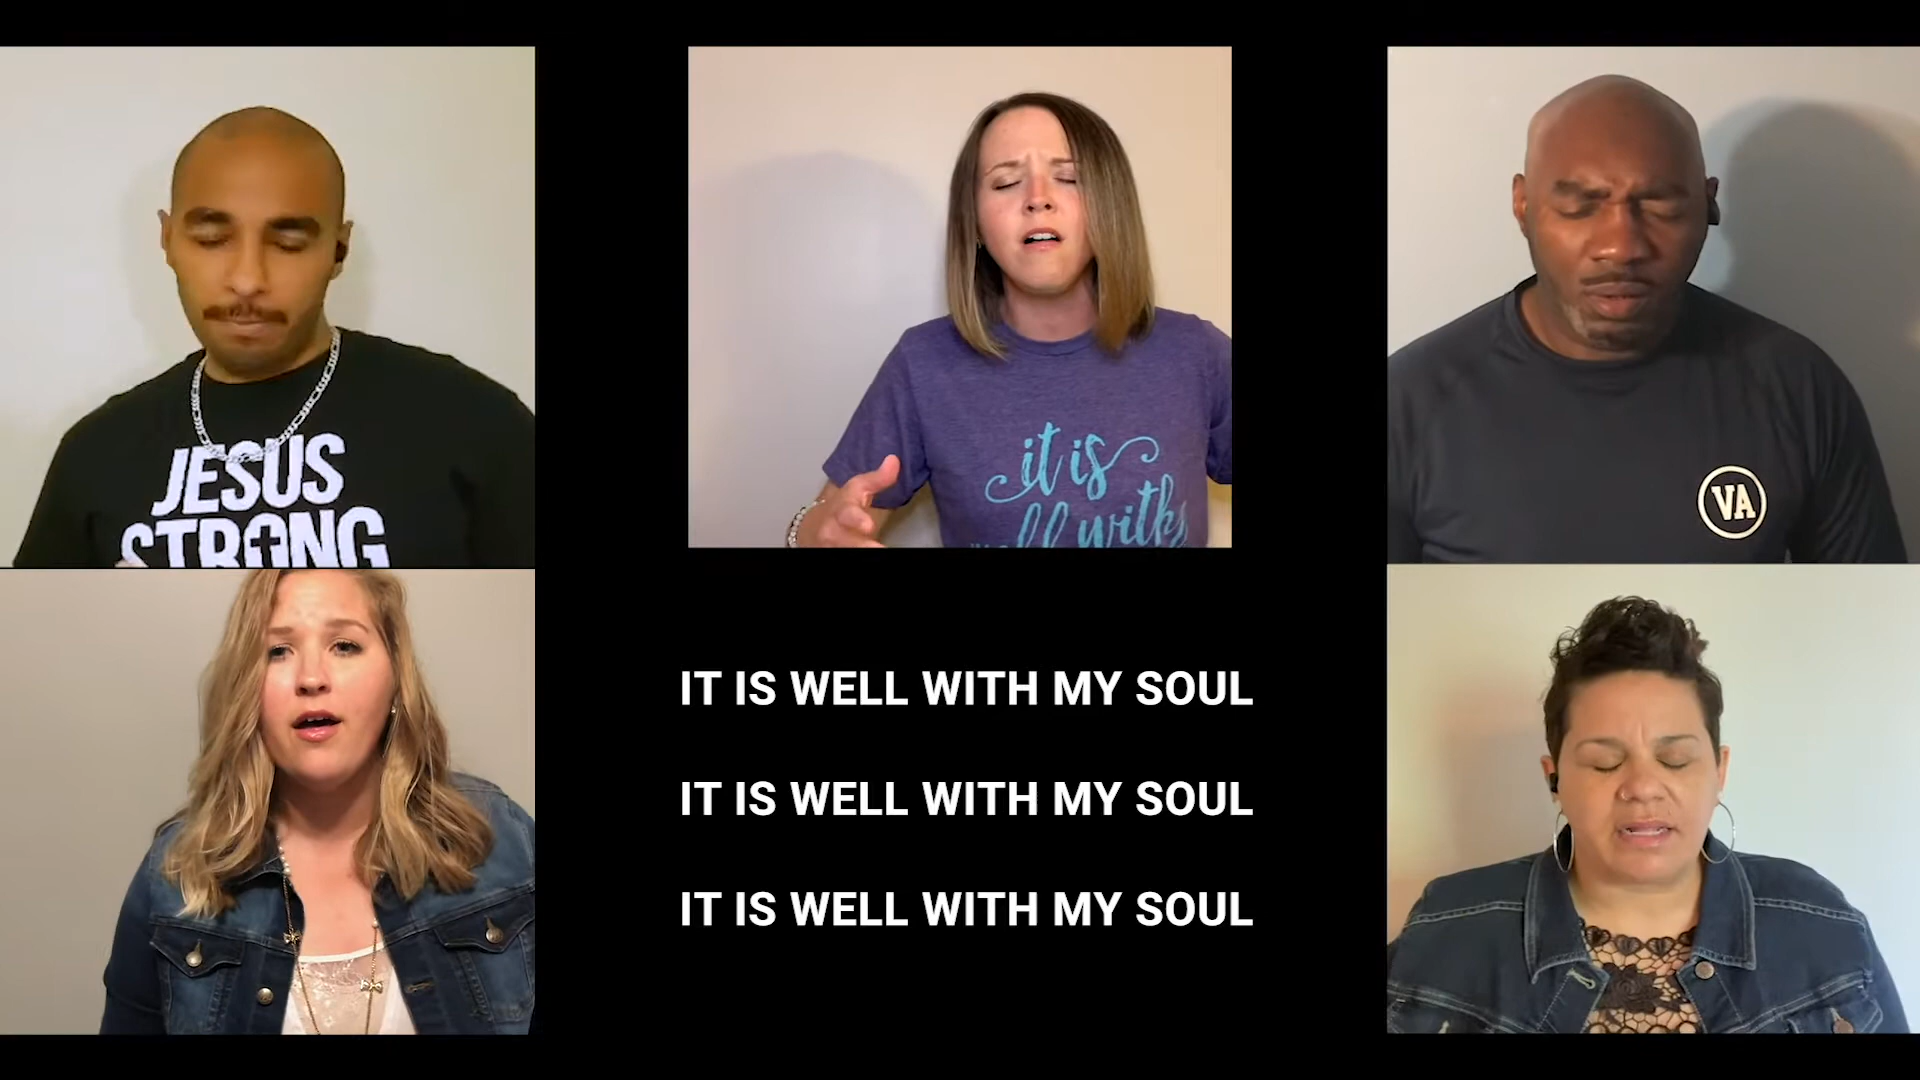 JESUS
STRONG
it is
with
VA
IT IS WELL WITH MY SOUL
IT IS WELL WITH MY SOUL
IT IS WELL WITH MY SOUL